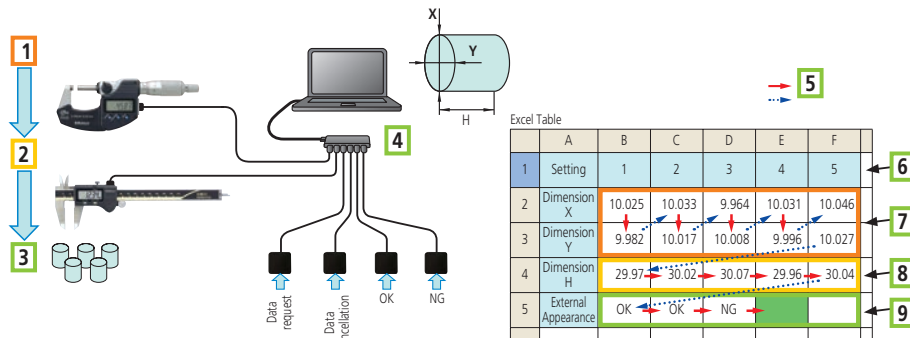 1
2
3
X
Y
H
4
5
Data request
Data
OK
NG
Excel Table
A B C D E F
1 Setting 1 2 3 4 5
2 Dimension X 10.025 10.033 9.964 10.031 10.046
3 Dimension Y 9.982 10.017 10.008 9.996 10.027
4 Dimension H 29.97 30.02 30.07 29.96 30.04
5 External Appearance OK OK NG
6
7
8
9